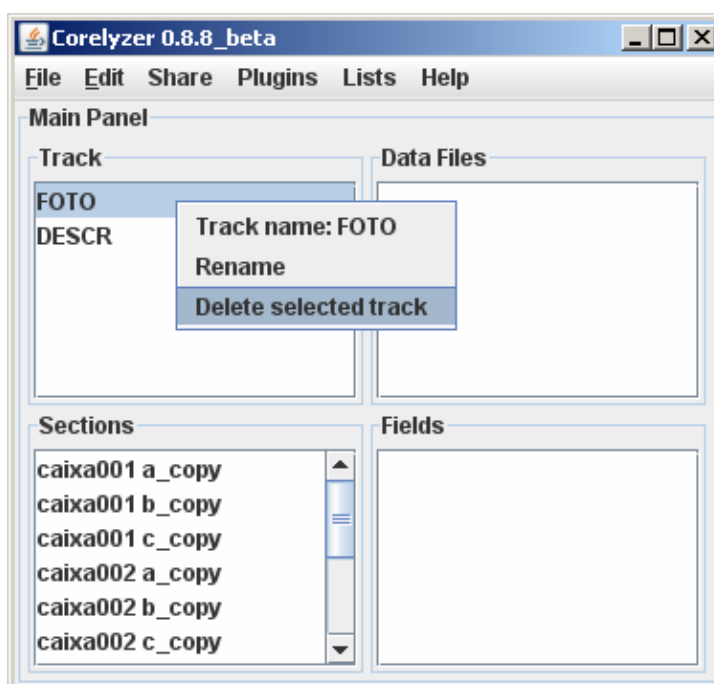 Corelyzer 0.8.8_beta
File Edit Share Plugins Lists Help
Main Panel
Track
FOTO
DESCR
Track name: FOTO
Rename
Delete selected track
Data Files
Sections
caixa001 a_copy
caixa001 b_copy
caixa001 c_copy
caixa002 a_copy
caixa002 b_copy
caixa002 c_copy
Fields